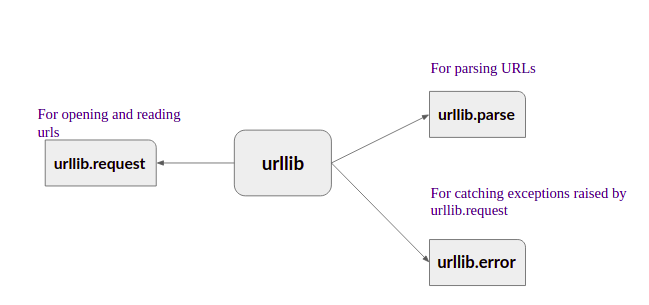 For parsing URLs
urllib.parse
For opening and reading
urls
urllib.request
urllib
For catching exceptions raised by
urllib.request
urllib.error